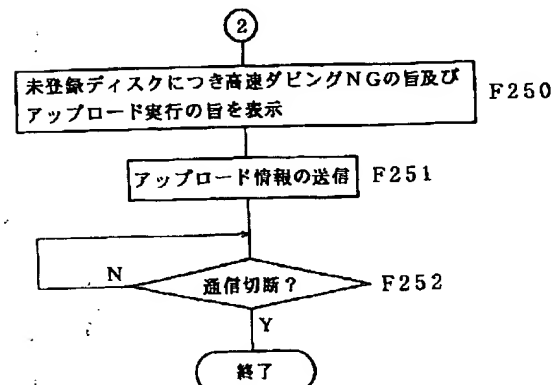 2
未登録ディスクにつき高速ダビングNGの旨及び
アップロード実行の旨を表示
F250
アップロード情報の送信
F251
N
通信切断?
F252
Y
終了